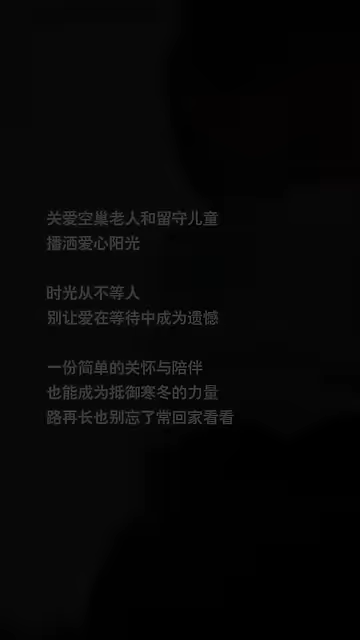 关爱空巢老人和留守儿童
播洒爱心阳光
时光从不等人
别让爱在等待中成为遗憾
一份简单的关怀与陪伴
也能成为抵御寒冬的力量
路再长也别忘了常回家看看